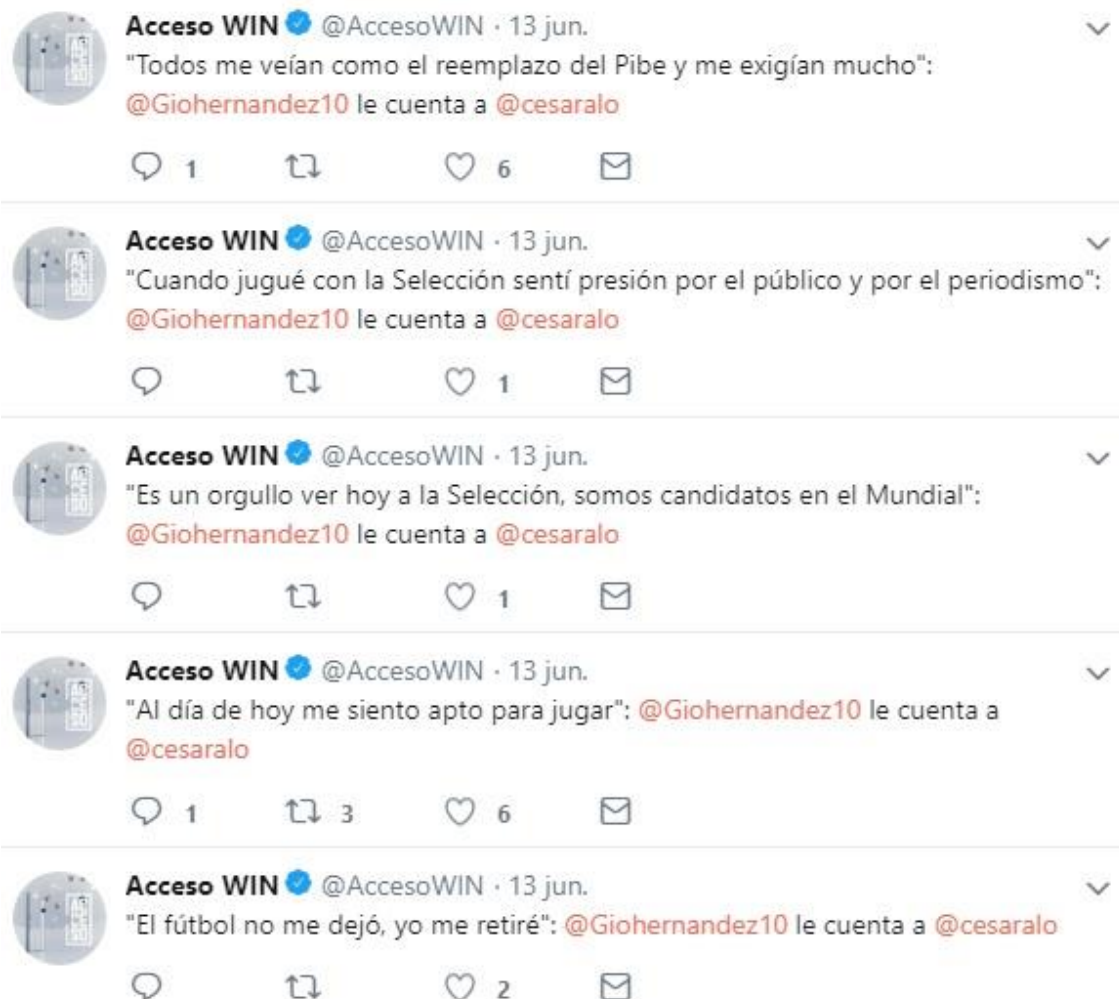 Acceso WIN @AccesoWIN · 13 jun.
"Todos me veían como el reemplazo del Pibe y me exigían mucho":
@Giohernandez10 le cuenta a @cesaralo
1 6
Acceso WIN @AccesoWIN · 13 jun.
"Cuando jugué con la Selección sentí presión por el público y por el periodismo":
@Giohernandez10 le cuenta a @cesaralo
1
Acceso WIN @AccesoWIN · 13 jun.
"Es un orgullo ver hoy a la Selección, somos candidatos en el Mundial":
@Giohernandez10 le cuenta a @cesaralo
1
Acceso WIN @AccesoWIN · 13 jun.
"Al día de hoy me siento apto para jugar": @Giohernandez10 le cuenta a
@cesaralo
1 3 6
Acceso WIN @AccesoWIN · 13 jun.
"El fútbol no me dejó, yo me retiré": @Giohernandez10 le cuenta a @cesaralo
2